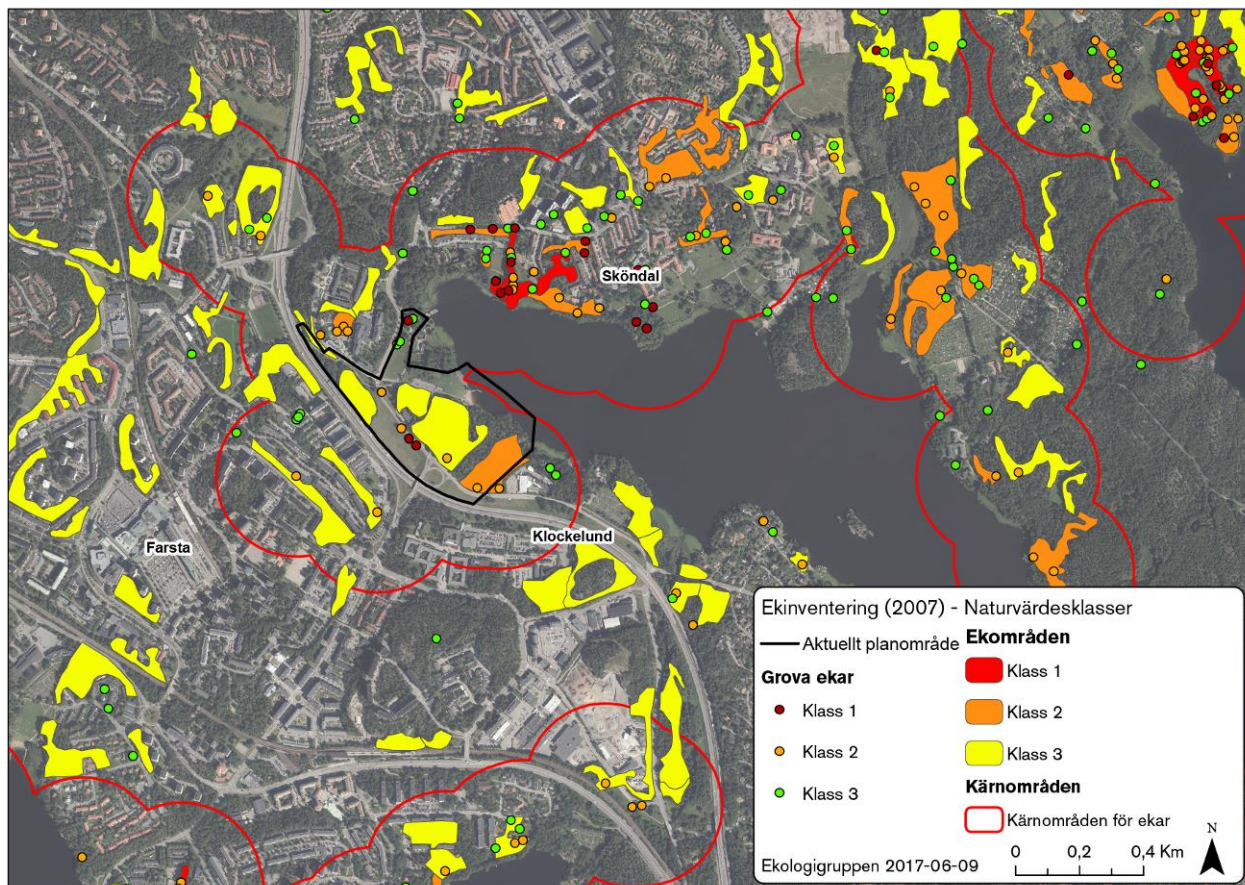 Sköndal
Klockelund
Farsta
Ekinventering (2007) - Naturvärdesklasser
Aktuellt planområde
Grova ekar
Klass 1
Klass 2
Klass 3
Ekområden
Klass 1
Klass 2
Klass 3
Kärnområden
Kärnområden för ekar
Ekologigruppen 2017-06-09
0 0,2 0,4 Km
N